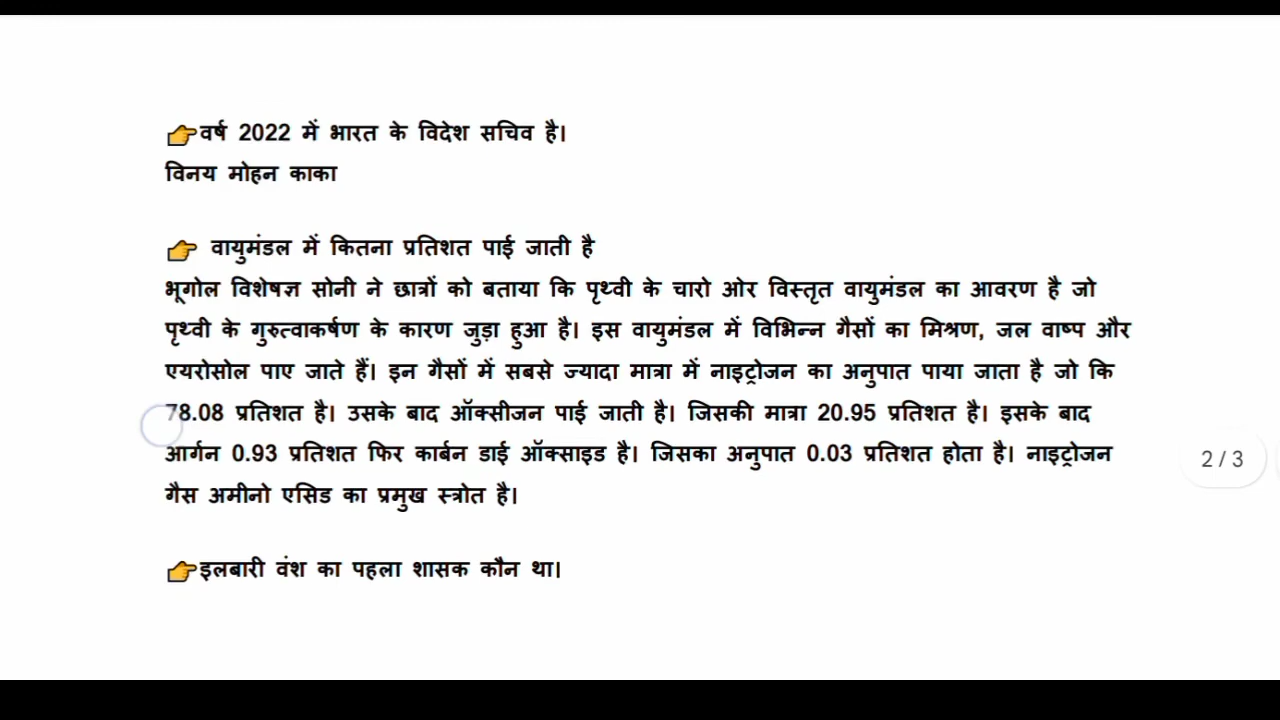 👉वर्ष 2022 में भारत के विदेश सचिव है।
विनय मोहन काका
👉 वायुमंडल में कितना प्रतिशत पाई जाती है
भूगोल विशेषज्ञ सोनी ने छात्रों को बताया कि पृथ्वी के चारो ओर विस्तृत वायुमंडल का आवरण है जो
पृथ्वी के गुरुत्वाकर्षण के कारण जुड़ा हुआ है। इस वायुमंडल में विभिन्न गैसों का मिश्रण, जल वाष्प और
एयरोसोल पाए जाते हैं। इन गैसों में सबसे ज्यादा मात्रा में नाइट्रोजन का अनुपात पाया जाता है जो कि
78.08 प्रतिशत है। उसके बाद ऑक्सीजन पाई जाती है। जिसकी मात्रा 20.95 प्रतिशत है। इसके बाद
आर्गन 0.93 प्रतिशत फिर कार्बन डाई ऑक्साइड है। जिसका अनुपात 0.03 प्रतिशत होता है। नाइट्रोजन
गैस अमीनो एसिड का प्रमुख स्त्रोत है।
2 / 3
👉इलबारी वंश का पहला शासक कौन था।